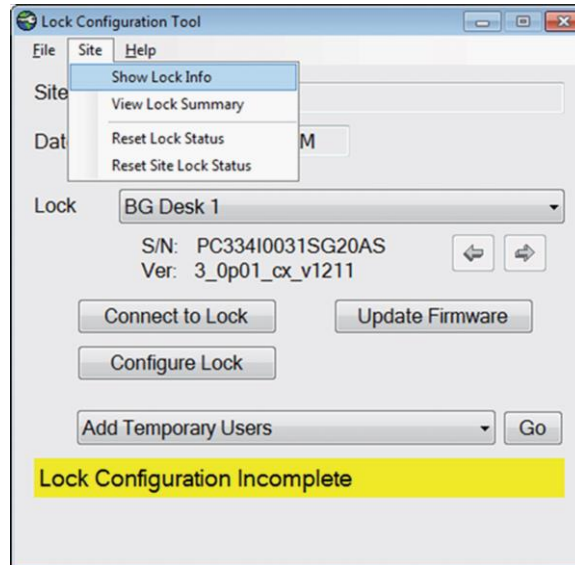 Lock Configuration Tool
File Site Help
Show Lock Info
View Lock Summary
Reset Lock Status
Reset Site Lock Status
Site
Dat
M
Lock BG Desk 1
S/N: PC334I0031SG20AS
Ver: 3_0p01_cx_v1211
Connect to Lock Update Firmware
Configure Lock
Add Temporary Users Go
Lock Configuration Incomplete